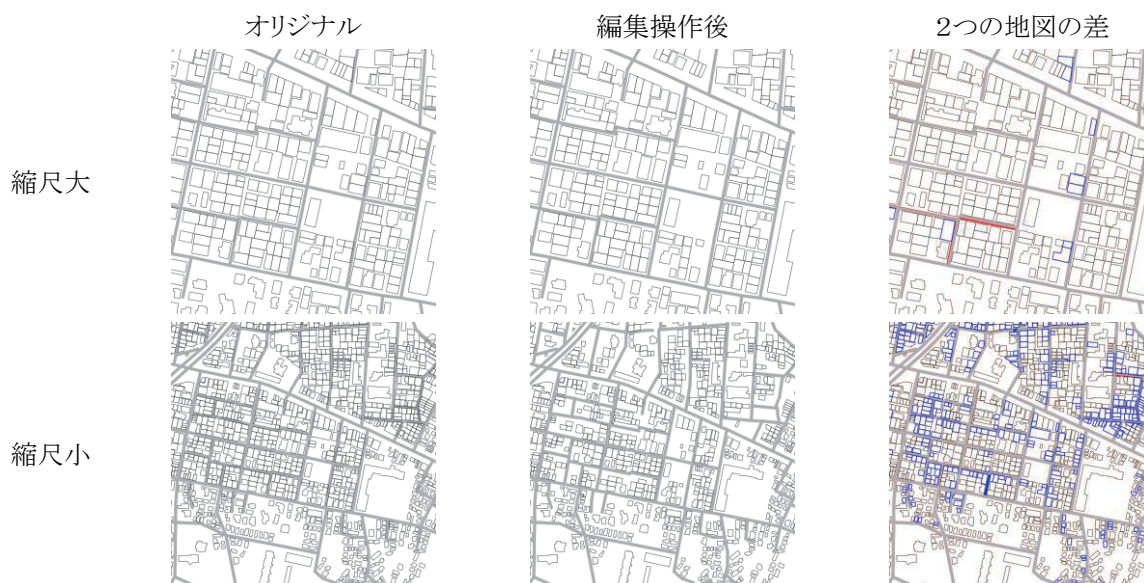 オリジナル
編集操作後
2つの地図の差
縮尺大
縮尺小